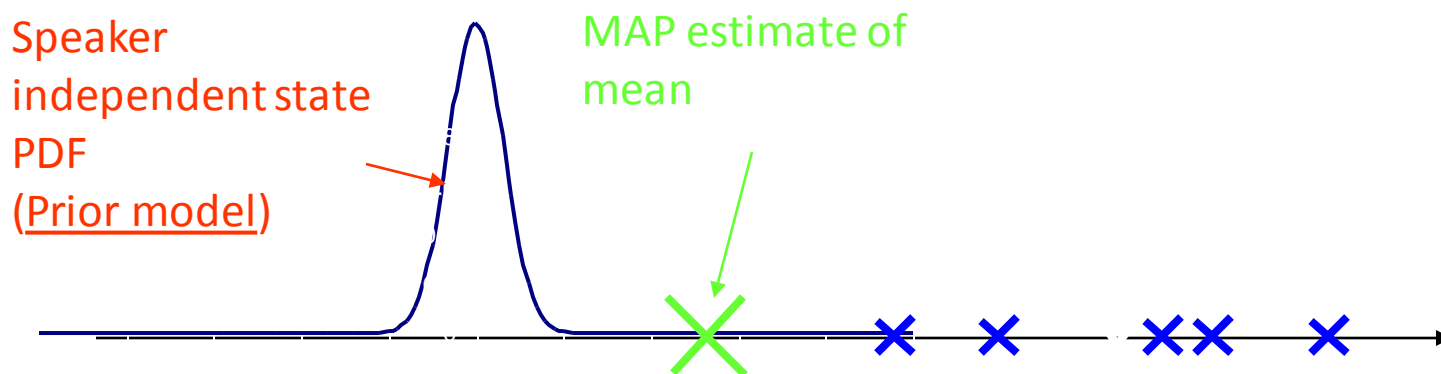 Speaker
independent state
PDF
(Prior model)
MAP estimate of
mean